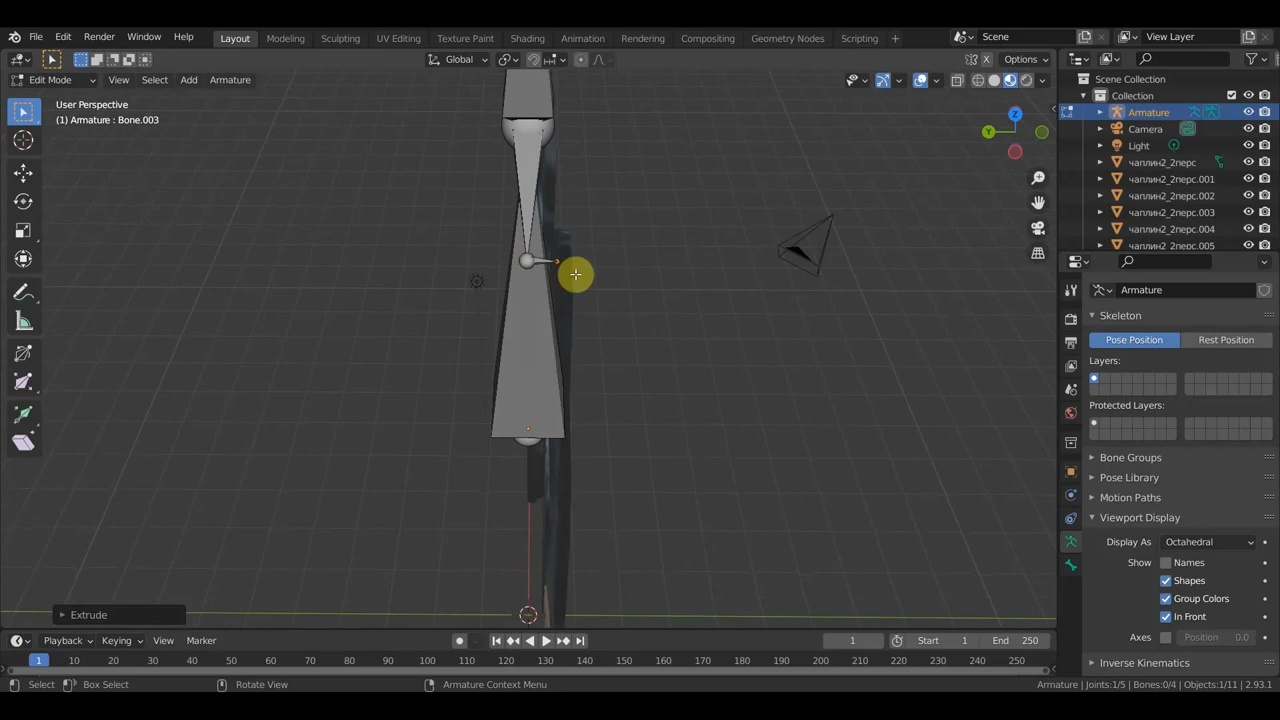 File Edit Render Window Help Layout Modeling Sculpting UV Editing Texture Paint Shading Animation Rendering Compositing Geometry Nodes Scripting + Scene View Layer
Global X Options
Edit Mode View Select Add Armature
User Perspective
(1) Armature : Bone.003
Z
Y
Scene Collection
Collection
Armature
Camera
Light
чаплин2_2перс
чаплин2_2перс.001
чаплин2_2перс.002
чаплин2_2перс.003
чаплин2_2перс.004
чаплин2_2перс.005
Armature
Skeleton
Pose Position Rest Position
Layers:
Protected Layers:
Bone Groups
Pose Library
Motion Paths
Viewport Display
Display As Octahedral
Show Names
Shapes
Group Colors
In Front
Axes Position 0.0
Inverse Kinematics
Extrude
Playback Keying View Marker 1 Start 1 End 250
1 10 20 30 40 50 60 70 80 90 100 110 120 130 140 150 160 170 180 190 200 210 220 230 240 250
Select Box Select Rotate View Armature Context Menu Armature | Joints:1/5 | Bones:0/4 | Objects:1/11 | 2.93.1